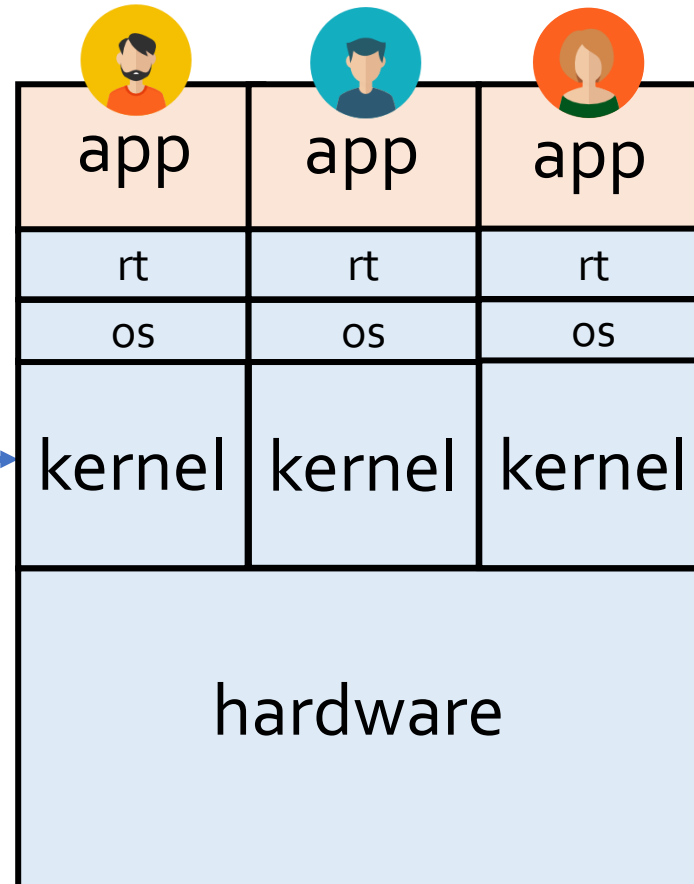 app app app
rt rt rt
os os os
kernel kernel kernel
hardware